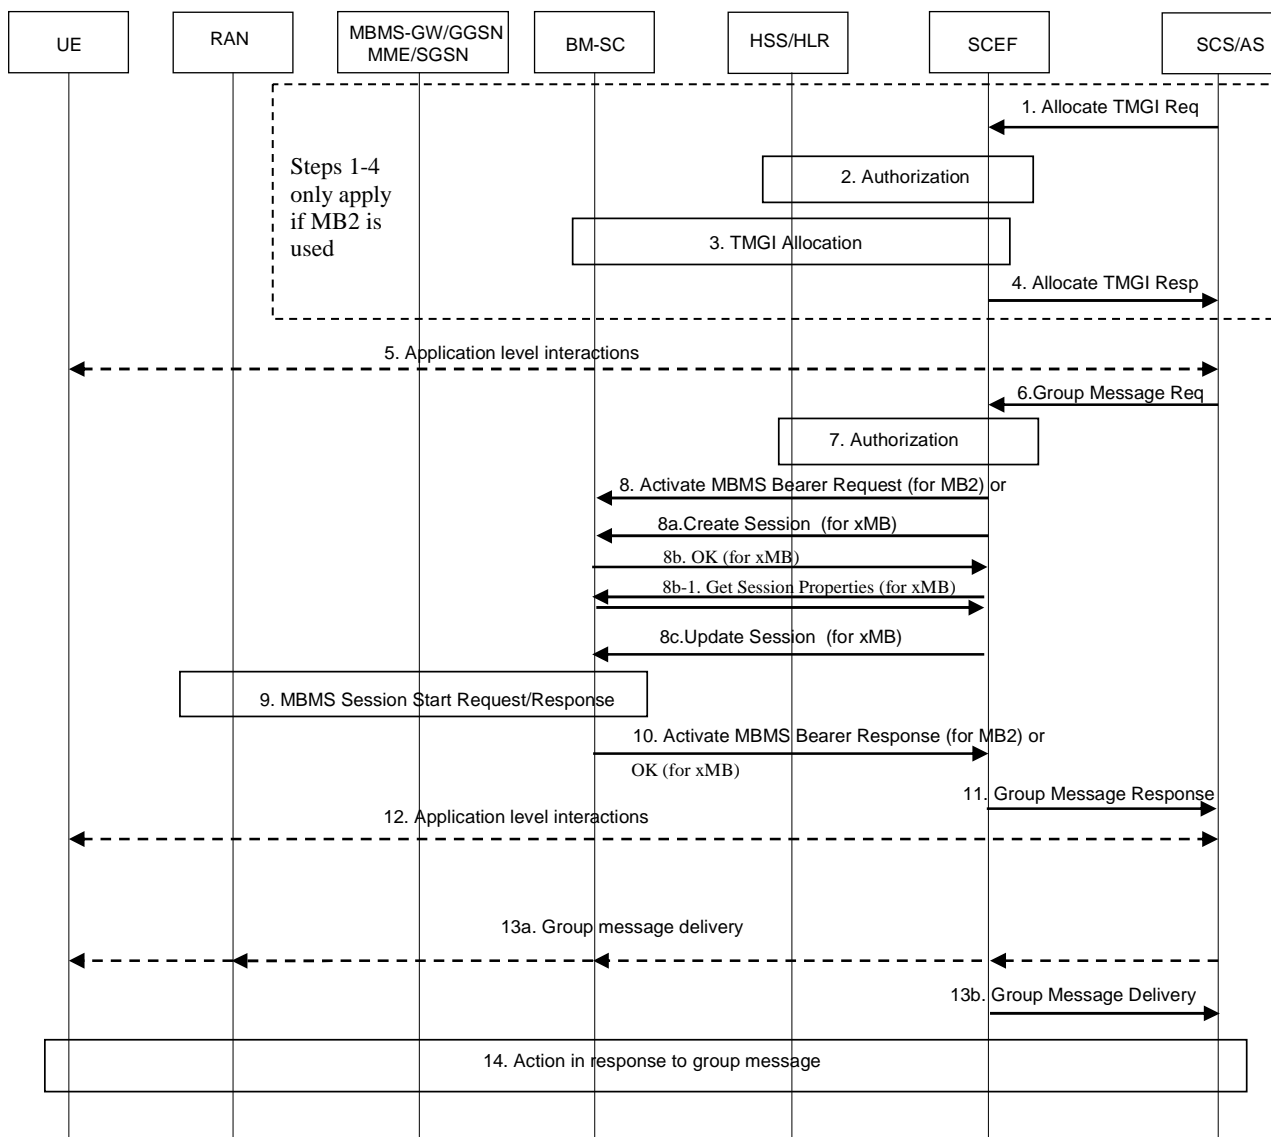 UE
RAN
MBMS-GW/GGSN
MME/SGSN
BM-SC
HSS/HLR
SCEF
SCS/AS
1. Allocate TMGI Req
Steps 1-4
only apply
if MB2 is
used
2. Authorization
3. TMGI Allocation
4. Allocate TMGI Resp
5. Application level interactions
6.Group Message Req
7. Authorization
8. Activate MBMS Bearer Request (for MB2) or
8a.Create Session (for xMB)
8b. OK (for xMB)
8b-1. Get Session Properties (for xMB)
8c.Update Session (for xMB)
9. MBMS Session Start Request/Response
10. Activate MBMS Bearer Response (for MB2) or
OK (for xMB)
11. Group Message Response
12. Application level interactions
13a. Group message delivery
13b. Group Message Delivery
14. Action in response to group message